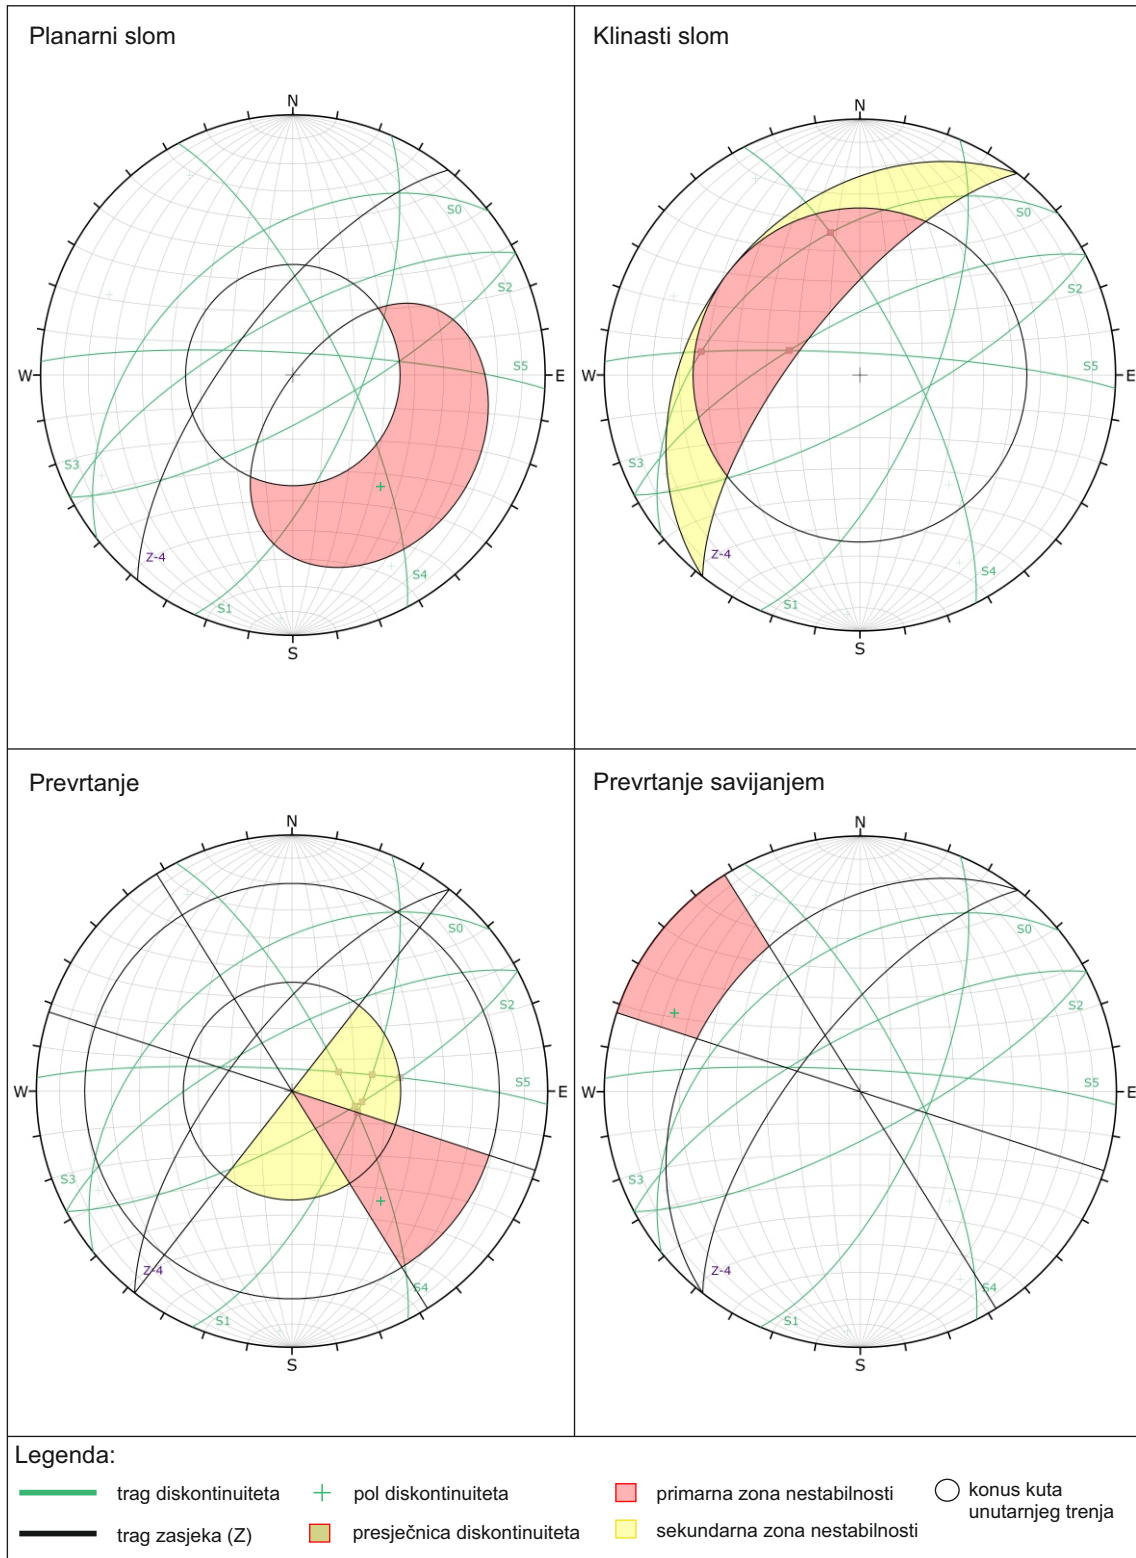 Planarni slom
N
S0
S2
W
S5
E
S3
Z-4
S4
S1
S
Klinasti slom
N
S0
S2
W
S5
E
S3
Z-4
S4
S1
S
Prevrtanje
N
S0
S2
W
S5
E
S3
Z-4
S4
S1
S
Prevrtanje savijanjem
N
S0
S2
W
S5
E
S3
Z-4
S4
S1
S
Legenda:
trag diskontinuiteta
pol diskontinuiteta
primarna zona nestabilnosti
konus kuta
unutarnjeg trenja
trag zasjeka (Z)
presječnica diskontinuiteta
sekundarna zona nestabilnosti